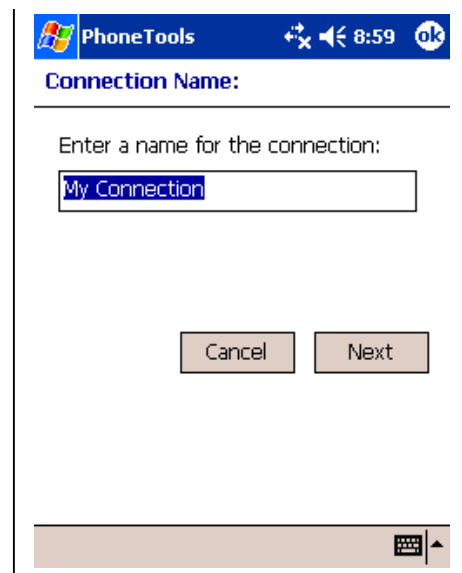 PhoneTools 8:59 ok
Connection Name:
Enter a name for the connection:
My Connection
Cancel Next